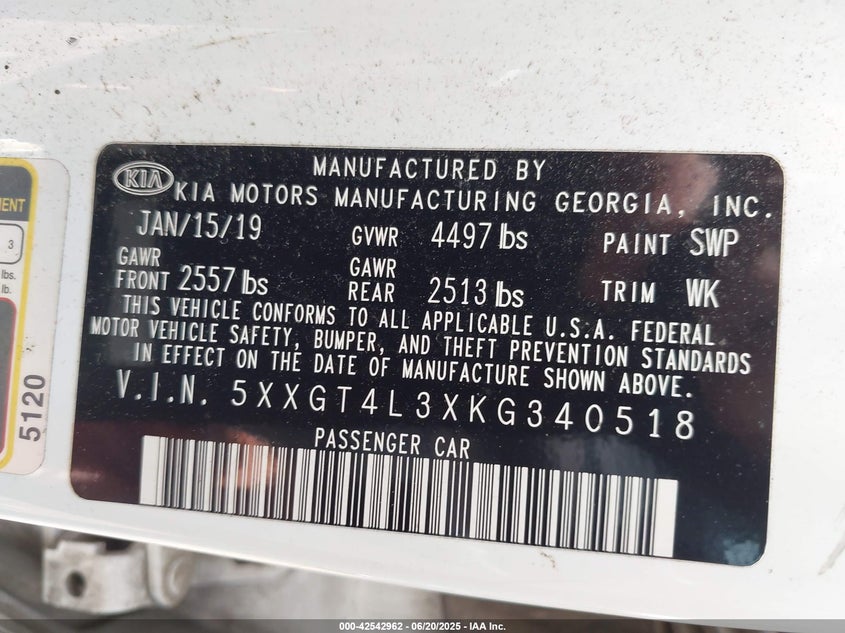 MANUFACTURED BY
KIA KIA MOTORS MANUFACTURING GEORGIA, INC.
JAN/15/19 GVWR 4497 lbs PAINT SWP
GAWR FRONT 2557 lbs GAWR REAR 2513 lbs TRIM WK
THIS VEHICLE CONFORMS TO ALL APPLICABLE U.S.A. FEDERAL
MOTOR VEHICLE SAFETY, BUMPER, AND THEFT PREVENTION STANDARDS
IN EFFECT ON THE DATE OF MANUFACTURE SHOWN ABOVE.
V.I.N. 5XXGT4L3XKG340518
PASSENGER CAR
3
lbs.
lb.
5120
000-42542962 - 06/20/2025 - IAA Inc.